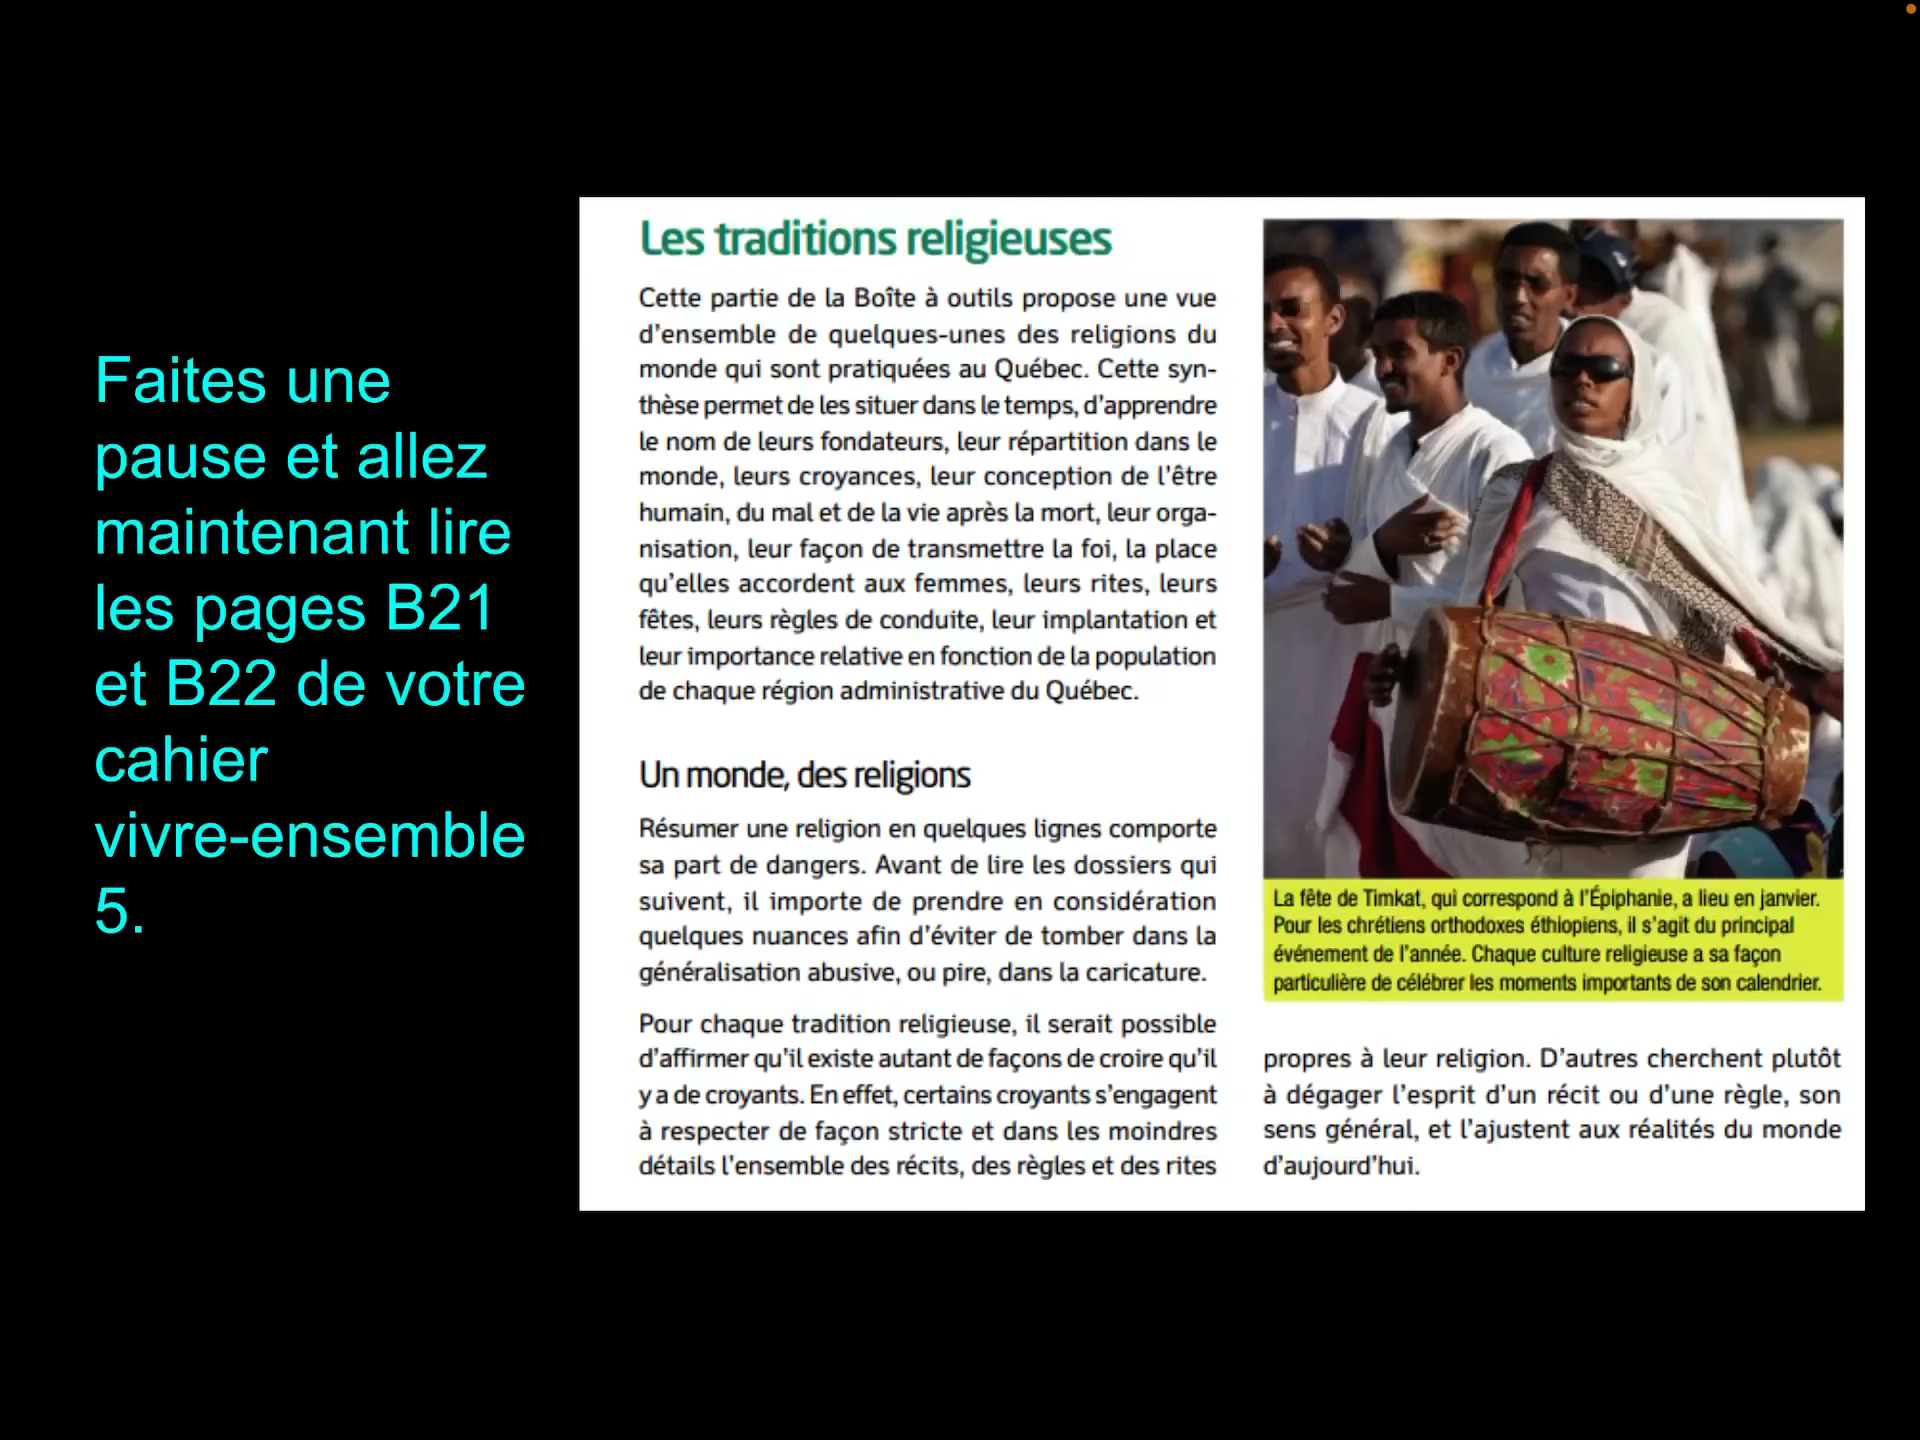 Faites une
pause et allez
maintenant lire
les pages B21
et B22 de votre
cahier
vivre-ensemble
5.
Les traditions religieuses
Cette partie de la Boîte à outils propose une vue
d'ensemble de quelques-unes des religions du
monde qui sont pratiquées au Québec. Cette syn-
thèse permet de les situer dans le temps, d'apprendre
le nom de leurs fondateurs, leur répartition dans le
monde, leurs croyances, leur conception de l'être
humain, du mal et de la vie après la mort, leur orga-
nisation, leur façon de transmettre la foi, la place
qu'elles accordent aux femmes, leurs rites, leurs
fêtes, leurs règles de conduite, leur implantation et
leur importance relative en fonction de la population
de chaque région administrative du Québec.
Un monde, des religions
Résumer une religion en quelques lignes comporte
sa part de dangers. Avant de lire les dossiers qui
suivent, il importe de prendre en considération
quelques nuances afin d'éviter de tomber dans la
généralisation abusive, ou pire, dans la caricature.
Pour chaque tradition religieuse, il serait possible
d'affirmer qu'il existe autant de façons de croire qu'il
y a de croyants. En effet, certains croyants s'engagent
à respecter de façon stricte et dans les moindres
détails l'ensemble des récits, des règles et des rites
La fête de Timkat, qui correspond à l'Épiphanie, a lieu en janvier.
Pour les chrétiens orthodoxes éthiopiens, il s'agit du principal
événement de l'année. Chaque culture religieuse a sa façon
particulière de célébrer les moments importants de son calendrier.
propres à leur religion. D'autres cherchent plutôt
à dégager l'esprit d'un récit ou d'une règle, son
sens général, et l'ajustent aux réalités du monde
d'aujourd'hui.